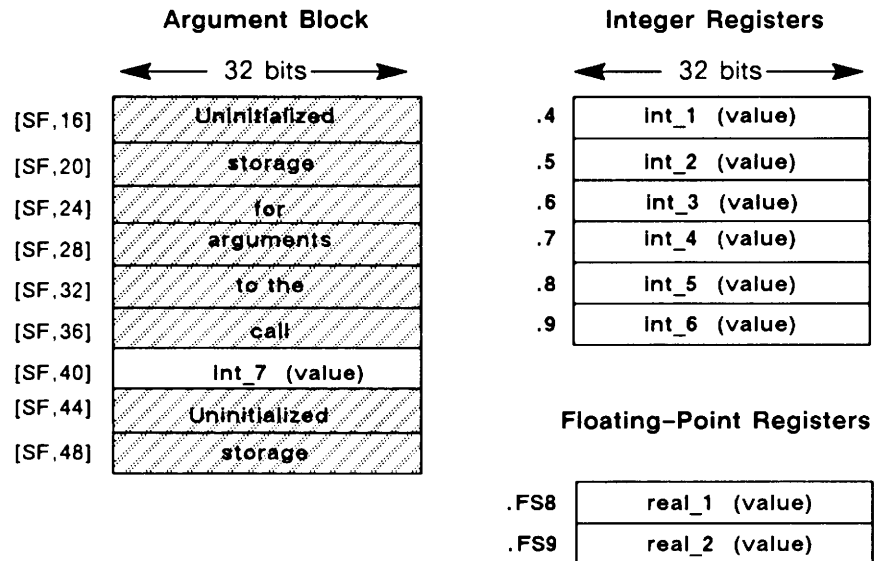 Argument Block
32 bits
[SF,16] Uninitialized
[SF,20] storage
[SF,24] for
[SF,28] arguments
[SF,32] to the
[SF,36] call
[SF,40] int_7 (value)
[SF,44] Uninitialized
[SF,48] storage
Integer Registers
32 bits
.4 int_1 (value)
.5 int_2 (value)
.6 int_3 (value)
.7 int_4 (value)
.8 int_5 (value)
.9 int_6 (value)
Floating-Point Registers
.FS8 real_1 (value)
.FS9 real_2 (value)